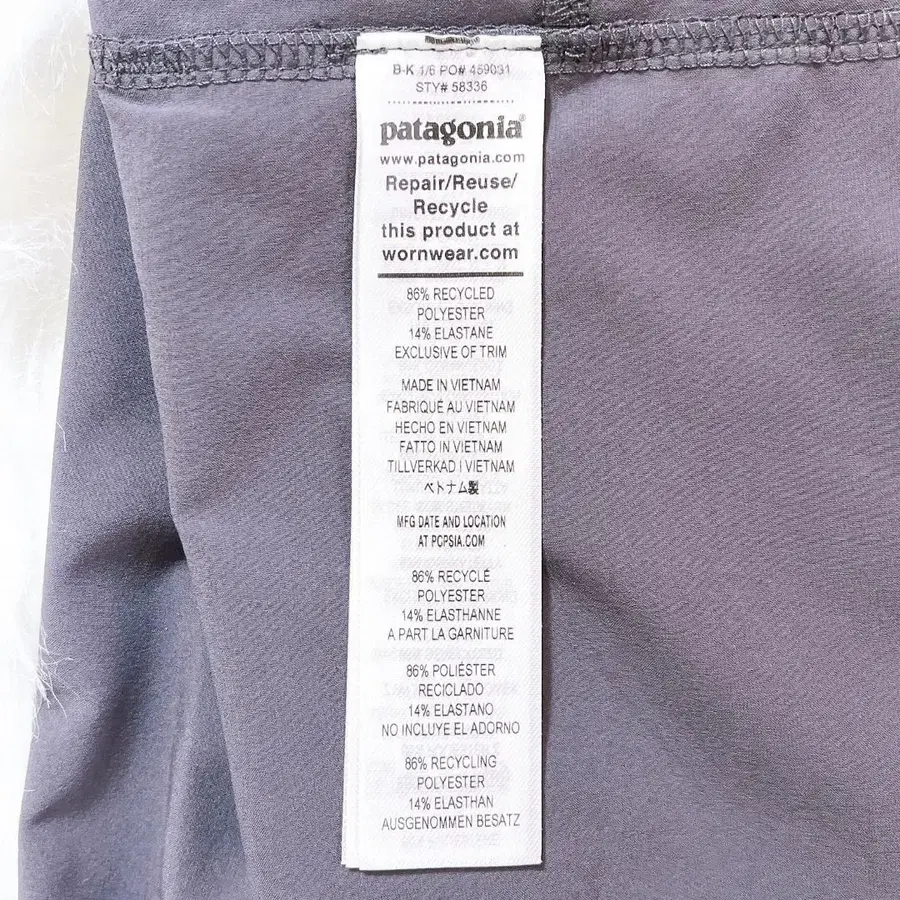 B-K 1/6 PO# 459031
STY# 58336
patagonia®
www.patagonia.com
Repair/Reuse/
Recycle
this product at
wornwear.com
86% RECYCLED
POLYESTER
14% ELASTANE
EXCLUSIVE OF TRIM
MADE IN VIETNAM
FABRIQUÉ AU VIETNAM
HECHO EN VIETNAM
FATTO IN VIETNAM
TILLVERKAD I VIETNAM
ベトナム製
MFG DATE AND LOCATION
AT PCPSIA.COM
86% RECYCLÉ
POLYESTER
14% ELASTHANNE
A PART LA GARNITURE
86% POLIÉSTER
RECICLADO
14% ELASTANO
NO INCLUYE EL ADORNO
86% RECYCLING
POLYESTER
14% ELASTHAN
AUSGENOMMEN BESATZ